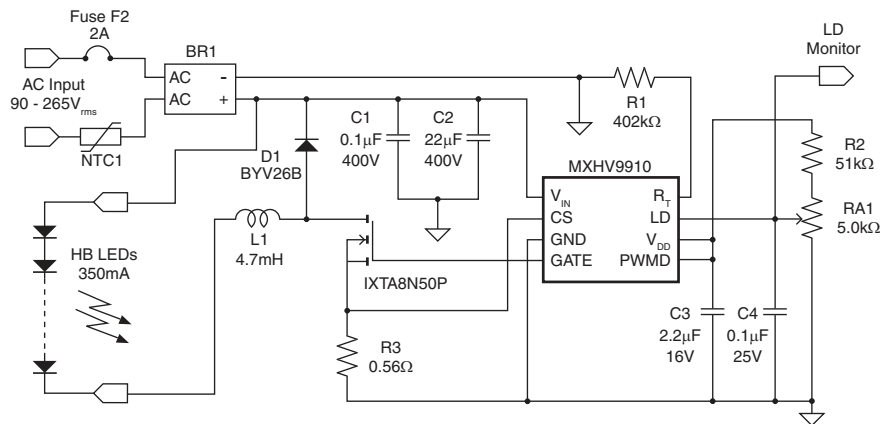 Fuse F2
2A
BR1
AC
-
AC
+
AC Input
90 - 265Vrms
NTC1
LD
Monitor
R1
402kΩ
C1
0.1μF
400V
C2
22μF
400V
D1
BYV26B
R2
51kΩ
RA1
5.0kΩ
MXHV9910
VIN
CS
GND
GATE
RT
LD
VDD
PWMD
HB LEDs
350mA
L1
4.7mH
IXTA8N50P
R3
0.56Ω
C3
2.2μF
16V
C4
0.1μF
25V